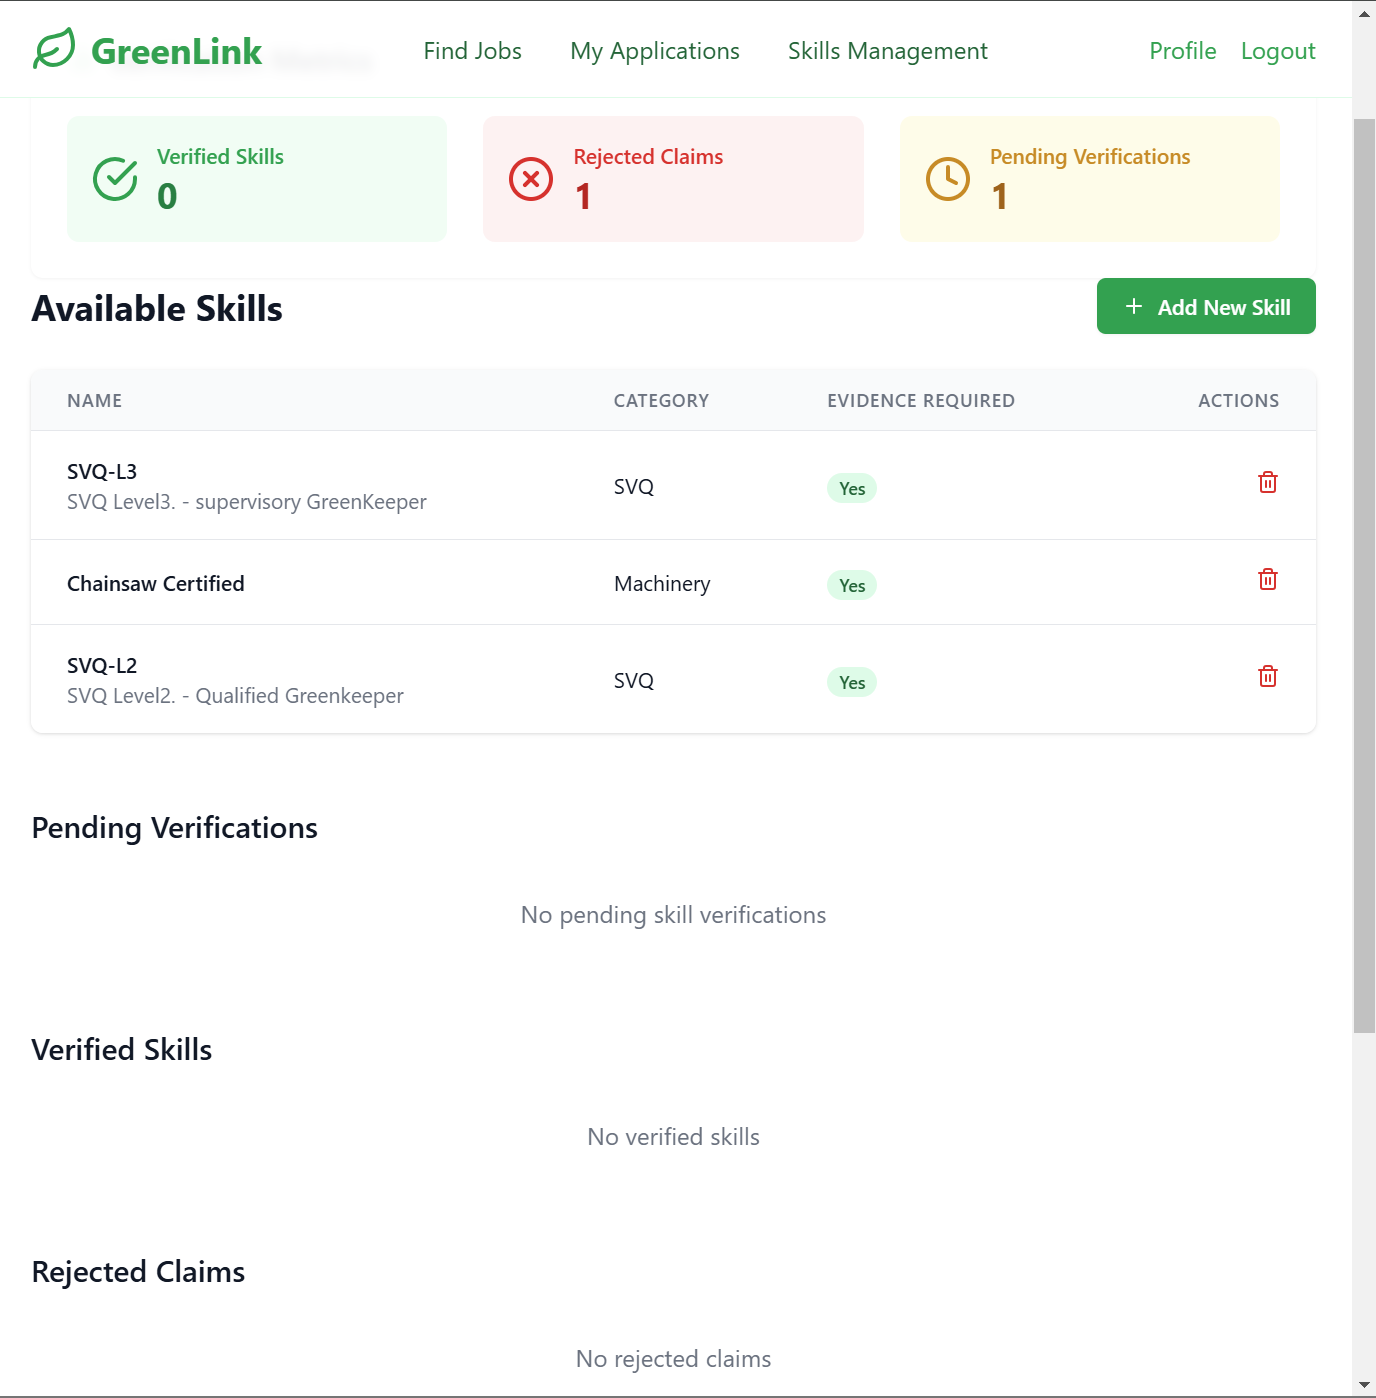 GreenLink
Find Jobs
My Applications
Skills Management
Profile
Logout
Verified Skills
0
Rejected Claims
1
Pending Verifications
1
Available Skills
Add New Skill
NAME
CATEGORY
EVIDENCE REQUIRED
ACTIONS
SVQ-L3
SVQ Level3. - supervisory GreenKeeper
SVQ
Yes
Chainsaw Certified
Machinery
Yes
SVQ-L2
SVQ Level2. - Qualified Greenkeeper
SVQ
Yes
Pending Verifications
No pending skill verifications
Verified Skills
No verified skills
Rejected Claims
No rejected claims